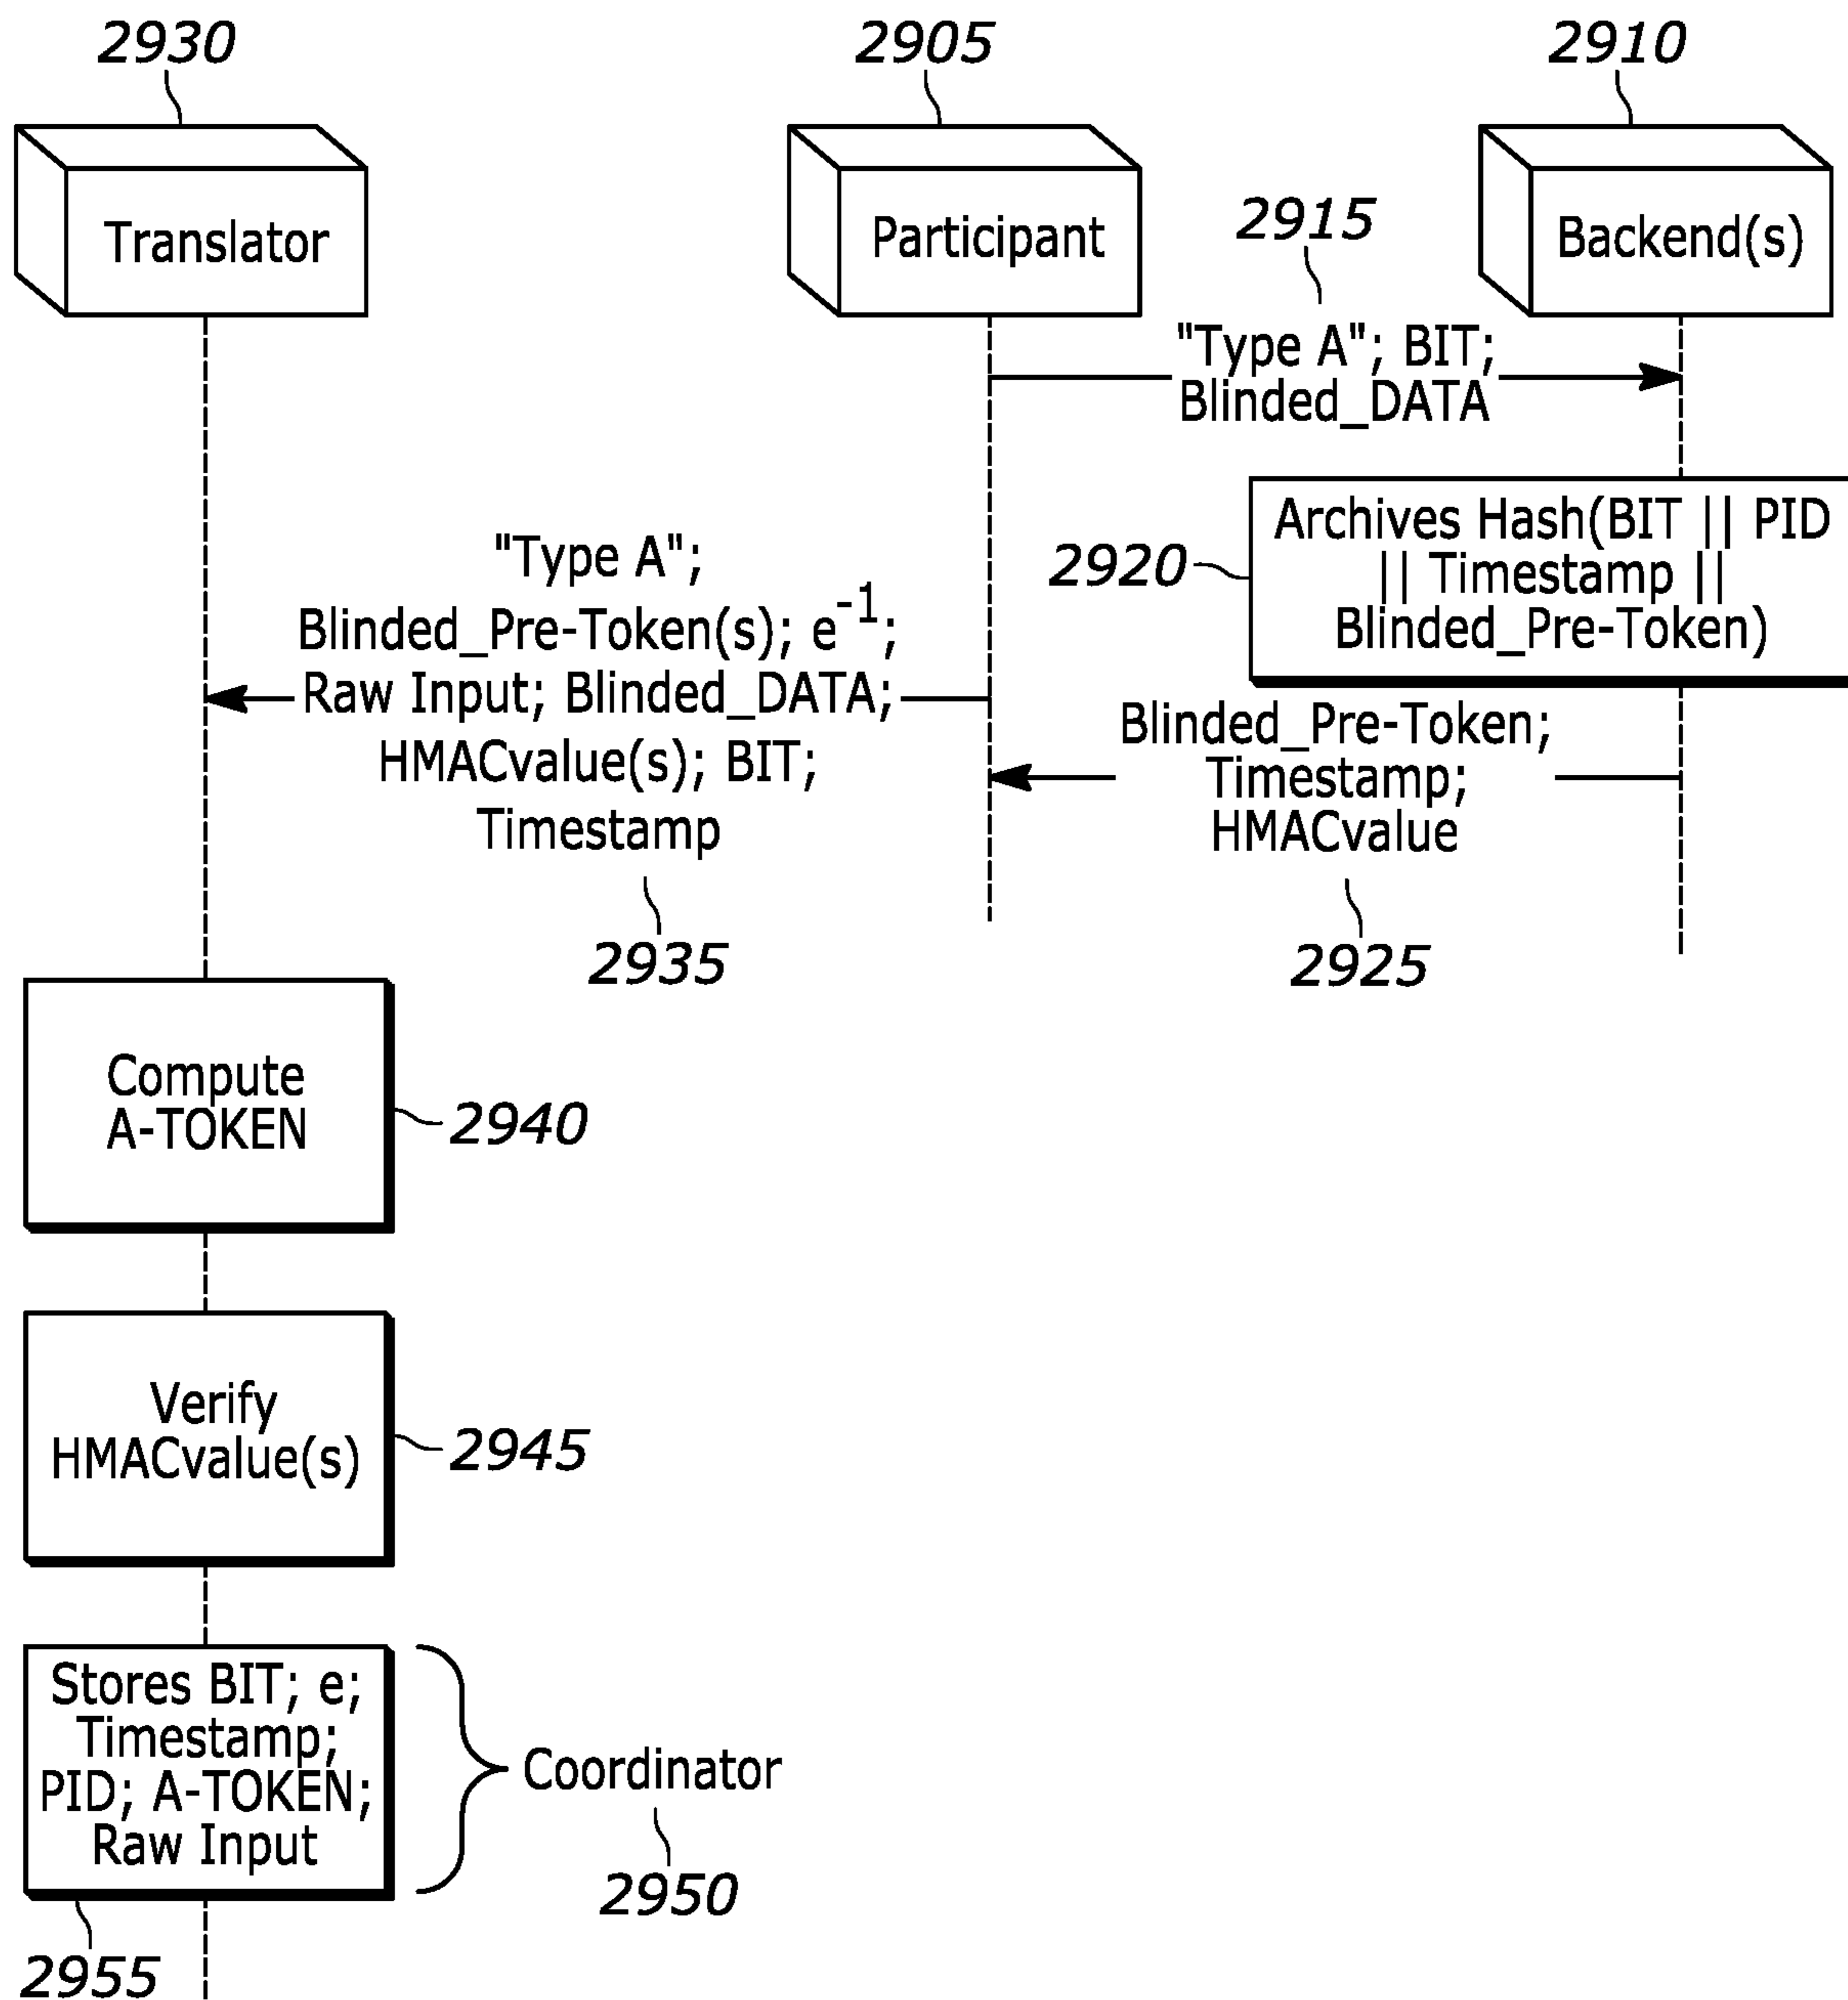 2930
2905
2910
Translator
Participant
Backend(s)
2915
"Type A"; BIT;
Blinded_DATA
2920
Archives Hash(BIT || PID
|| Timestamp ||
Blinded_Pre-Token)
"Type A";
Blinded_Pre-Token(s); e⁻¹;
Raw Input; Blinded_DATA;
HMACvalue(s); BIT;
Timestamp
2935
Blinded_Pre-Token;
Timestamp;
HMACvalue
2925
Compute
A-TOKEN
2940
Verify
HMACvalue(s)
2945
Stores BIT; e;
Timestamp;
PID; A-TOKEN;
Raw Input
Coordinator
2950
2955